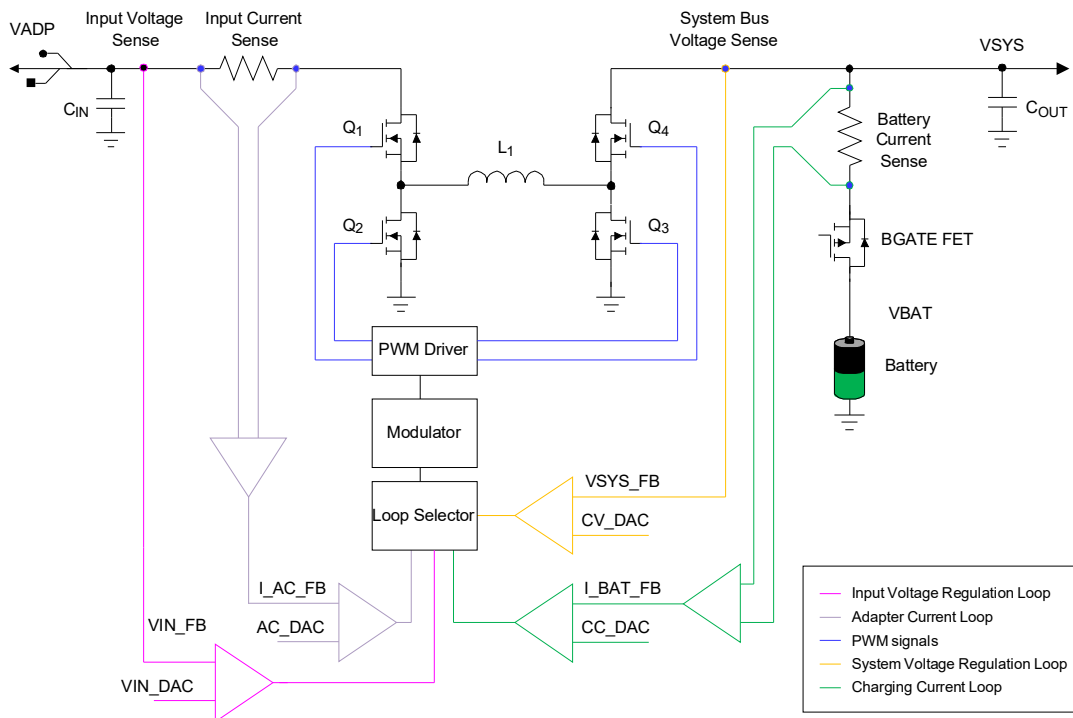 Input Voltage
Sense
Input Current
Sense
System Bus
Voltage Sense
VADP
VSYS
CIN
COUT
Q1
Q4
L1
Battery
Current
Sense
Q2
Q3
BGATE FET
VBAT
PWM Driver
Battery
Modulator
VSYS_FB
Loop Selector
CV_DAC
I_AC_FB
I_BAT_FB
AC_DAC
CC_DAC
VIN_FB
VIN_DAC
Input Voltage Regulation Loop
Adapter Current Loop
PWM signals
System Voltage Regulation Loop
Charging Current Loop